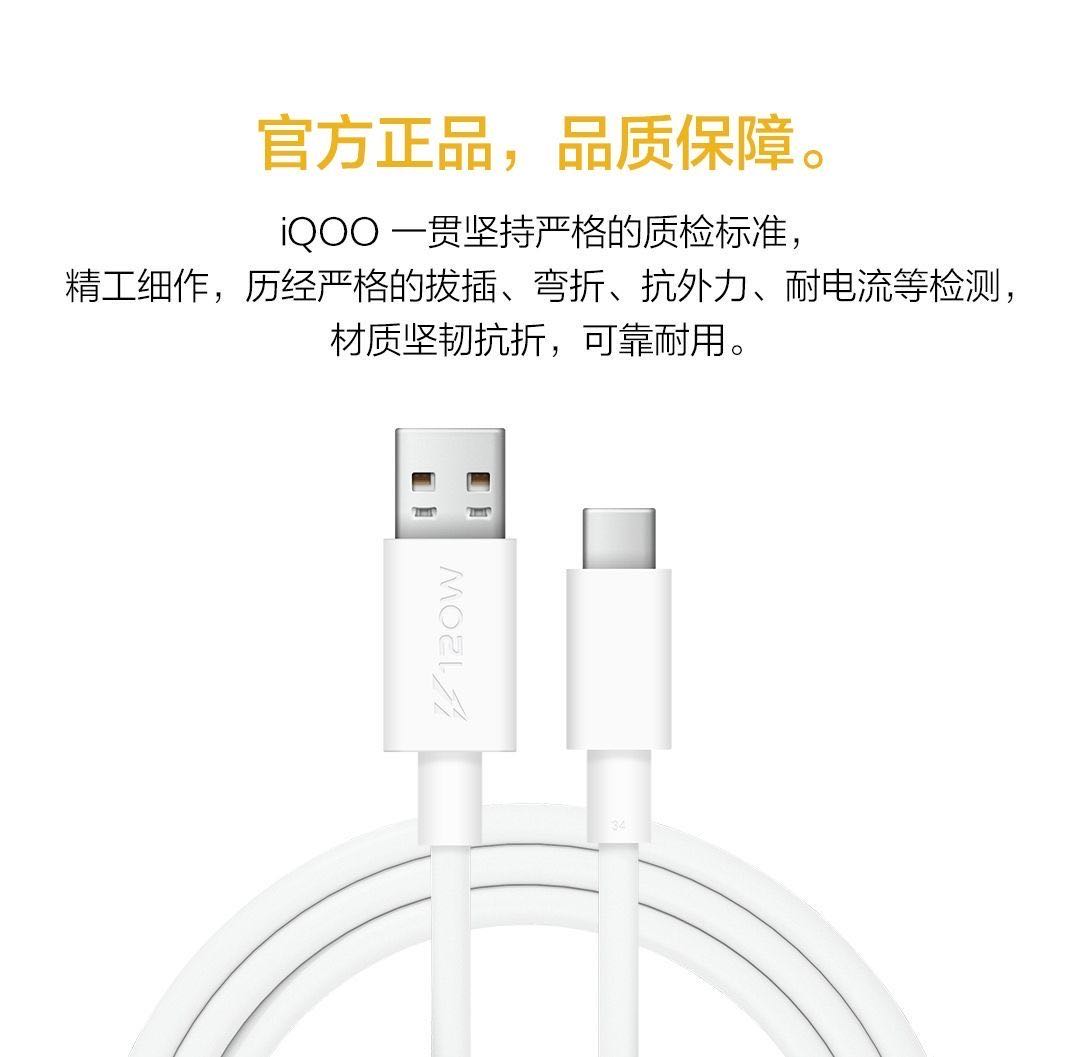 官方正品，品质保障。
iQOO 一贯坚持严格的质检标准，
精工细作，历经严格的拔插、弯折、抗外力、耐电流等检测，
材质坚韧抗折，可靠耐用。
120W
34